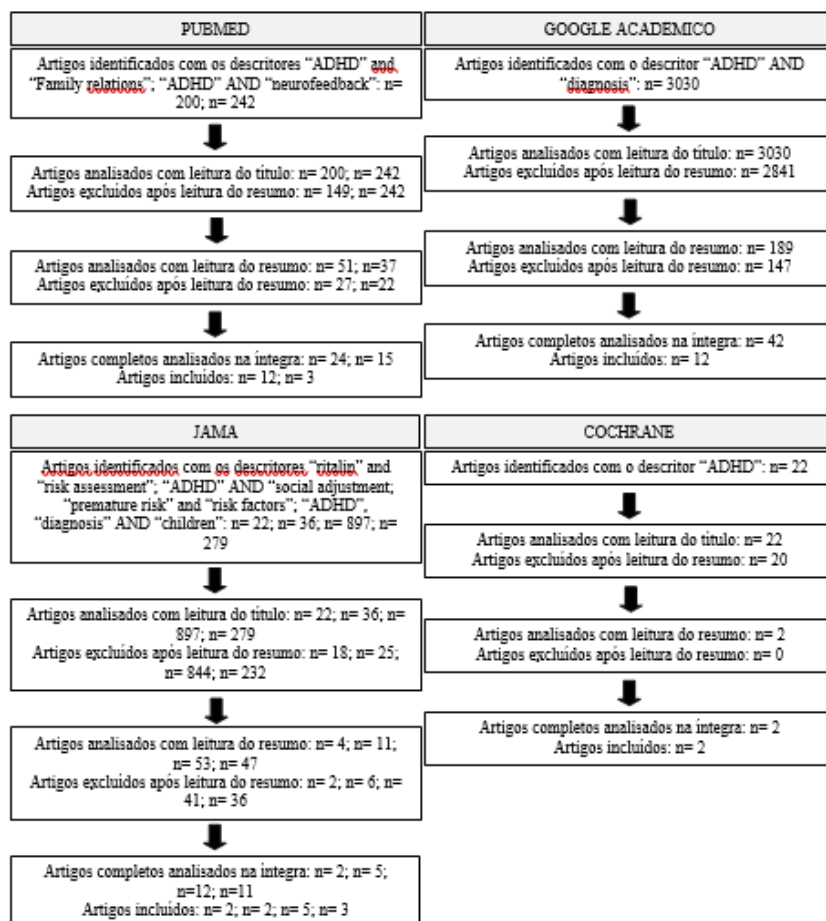 PUBMED
Artigos identificados com os descritores “ADHD” and
“Family relations”; “ADHD” AND “neurofeedback”: n=
200; n= 242
Artigos analisados com leitura do título: n= 200; n= 242
Artigos excluídos após leitura do resumo: n= 149; n= 242
Artigos analisados com leitura do resumo: n= 51; n=37
Artigos excluídos após leitura do resumo: n= 27; n=22
Artigos completos analisados na íntegra: n= 24; n= 15
Artigos incluídos: n= 12; n= 3
GOOGLE ACADÊMICO
Artigos identificados com o descritor “ADHD” AND
“diagnosis”: n= 3030
Artigos analisados com leitura do título: n= 3030
Artigos excluídos após leitura do resumo: n= 2841
Artigos analisados com leitura do resumo: n= 189
Artigos excluídos após leitura do resumo: n= 147
Artigos completos analisados na íntegra: n= 42
Artigos incluídos: n= 12
JAMA
Artigos identificados com os descritores “ritalin” and
“risk assessment”; “ADHD” AND “social adjustment;
“premature risk” and “risk factors”; “ADHD”,
“diagnosis” AND “children”: n= 22; n= 36; n= 897; n=
279
Artigos analisados com leitura do título: n= 22; n= 36; n=
897; n= 279
Artigos excluídos após leitura do resumo: n= 18; n= 25;
n= 844; n= 232
Artigos analisados com leitura do resumo: n= 4; n= 11;
n= 53; n= 47
Artigos excluídos após leitura do resumo: n= 2; n= 6; n=
41; n= 36
Artigos completos analisados na íntegra: n= 2; n= 5;
n=12; n=11
Artigos incluídos: n= 2; n= 2; n= 5; n= 3
COCHRANE
Artigos identificados com o descritor “ADHD”: n= 22
Artigos analisados com leitura do título: n= 22
Artigos excluídos após leitura do resumo: n= 20
Artigos analisados com leitura do resumo: n= 2
Artigos excluídos após leitura do resumo: n= 0
Artigos completos analisados na íntegra: n= 2
Artigos incluídos: n= 2